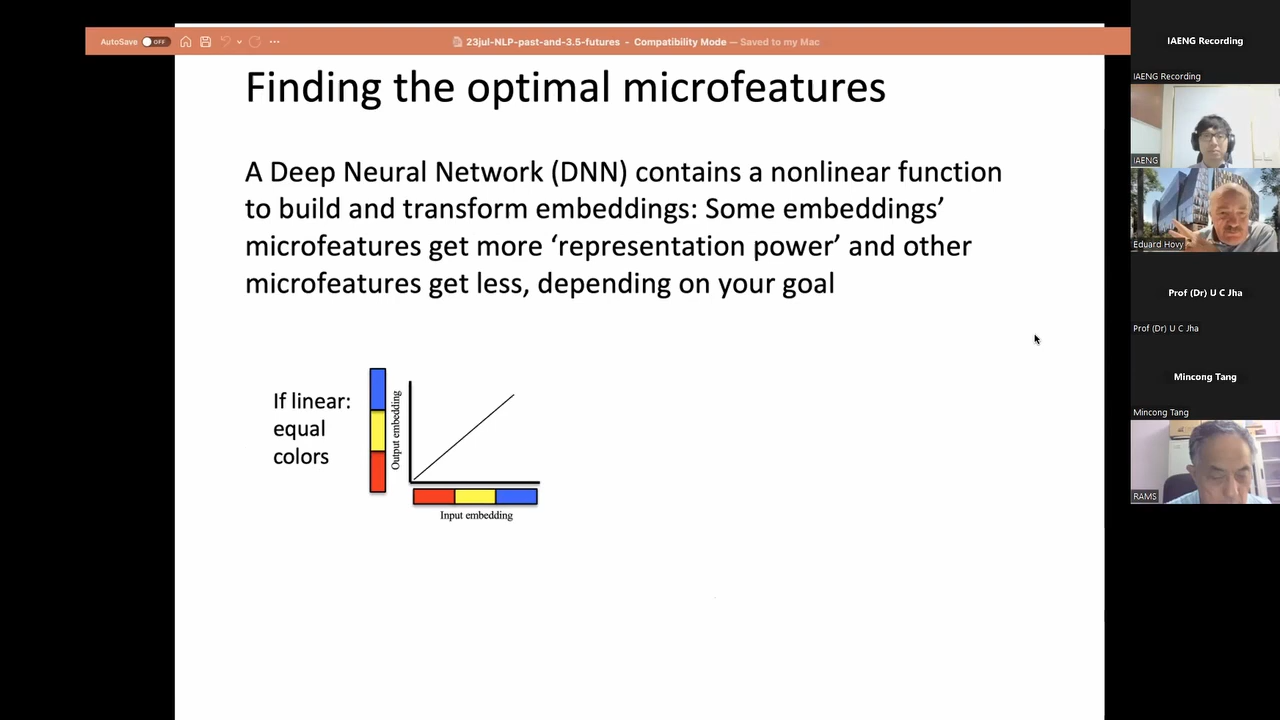 AutoSave OFF
23jul-NLP-past-and-3.5-futures - Compatibility Mode — Saved to my Mac
Finding the optimal microfeatures
A Deep Neural Network (DNN) contains a nonlinear function
to build and transform embeddings: Some embeddings’
microfeatures get more ‘representation power’ and other
microfeatures get less, depending on your goal
If linear:
equal
colors
Output embedding
Input embedding
IAENG Recording
IAENG Recording
IAENG
Eduard Hovy
Prof (Dr) U C Jha
Prof (Dr) U C Jha
Mincong Tang
Mincong Tang
RAMS